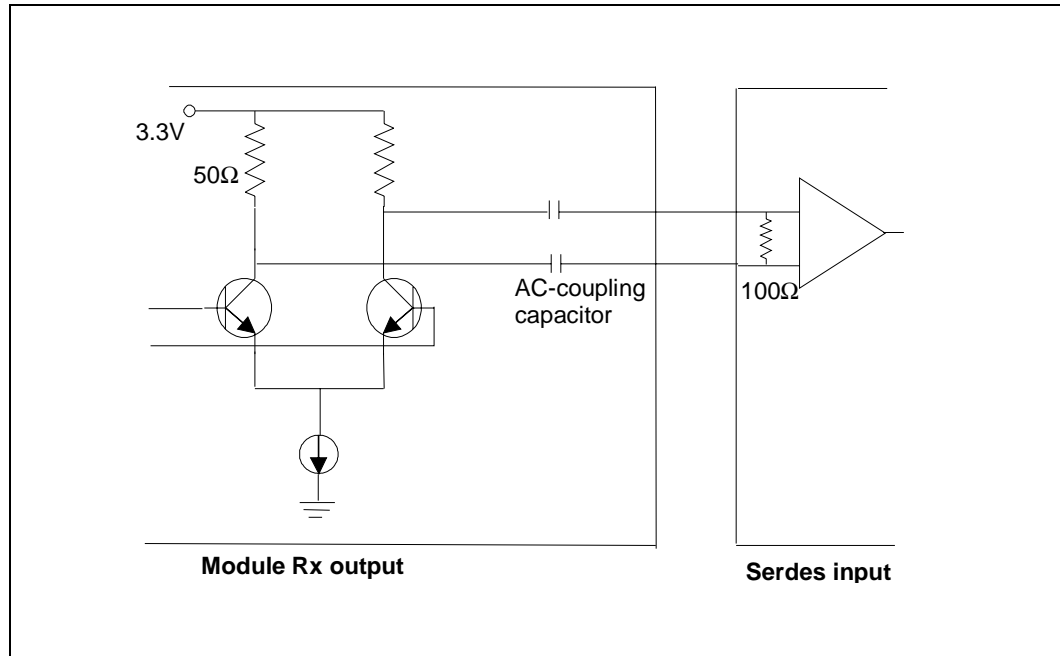 3.3V
50Ω
AC-coupling
capacitor
100Ω
Module Rx output
Serdes input